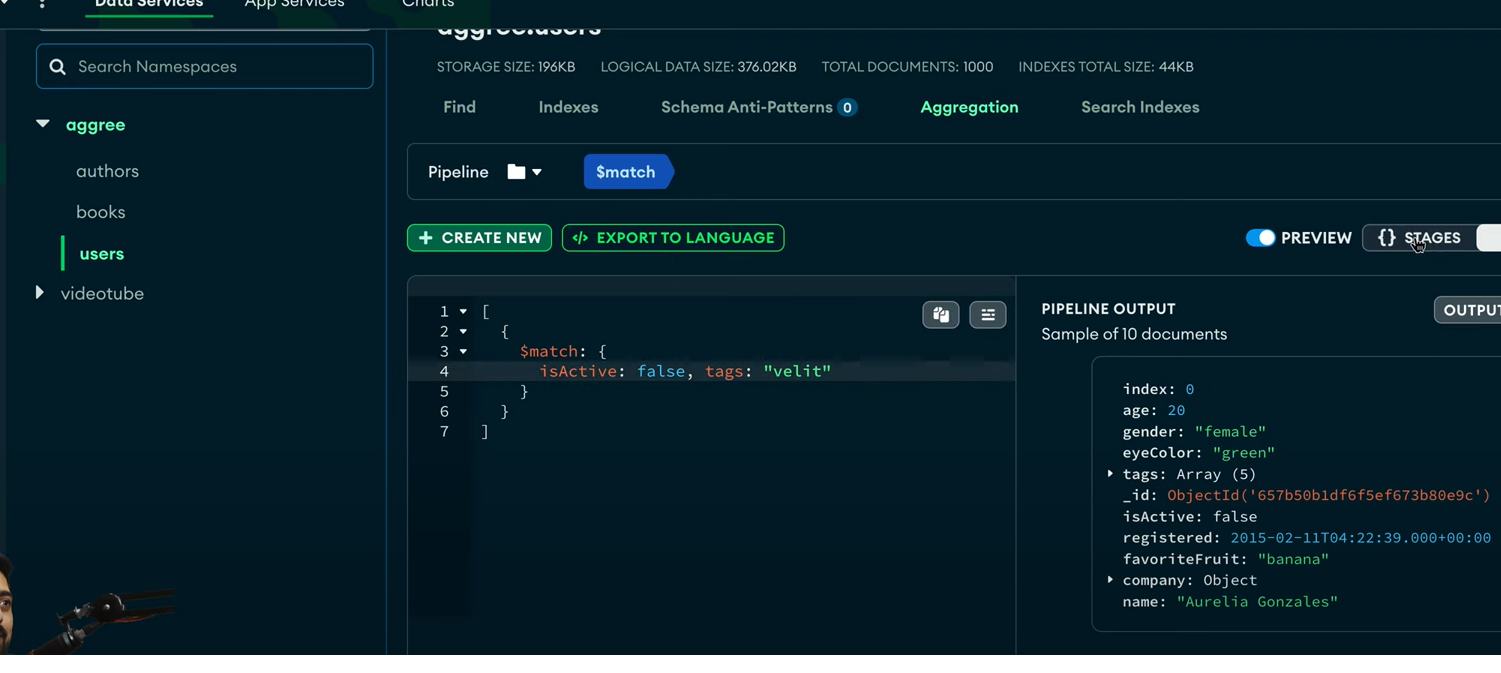 Data Services App Services Charts
aggree.users
Search Namespaces
STORAGE SIZE: 196KB LOGICAL DATA SIZE: 376.02KB TOTAL DOCUMENTS: 1000 INDEXES TOTAL SIZE: 44KB
Find Indexes Schema Anti-Patterns 0 Aggregation Search Indexes
aggree
authors
books
users
videotube
Pipeline $match
+ CREATE NEW </> EXPORT TO LANGUAGE PREVIEW {} STAGES
1 [
2 {
3 $match: {
4 isActive: false, tags: "velit"
5 }
6 }
7 ]
PIPELINE OUTPUT OUTPUT
Sample of 10 documents
index: 0
age: 20
gender: "female"
eyeColor: "green"
tags: Array (5)
_id: ObjectId('657b50b1df6f5ef673b80e9c')
isActive: false
registered: 2015-02-11T04:22:39.000+00:00
favoriteFruit: "banana"
company: Object
name: "Aurelia Gonzales"